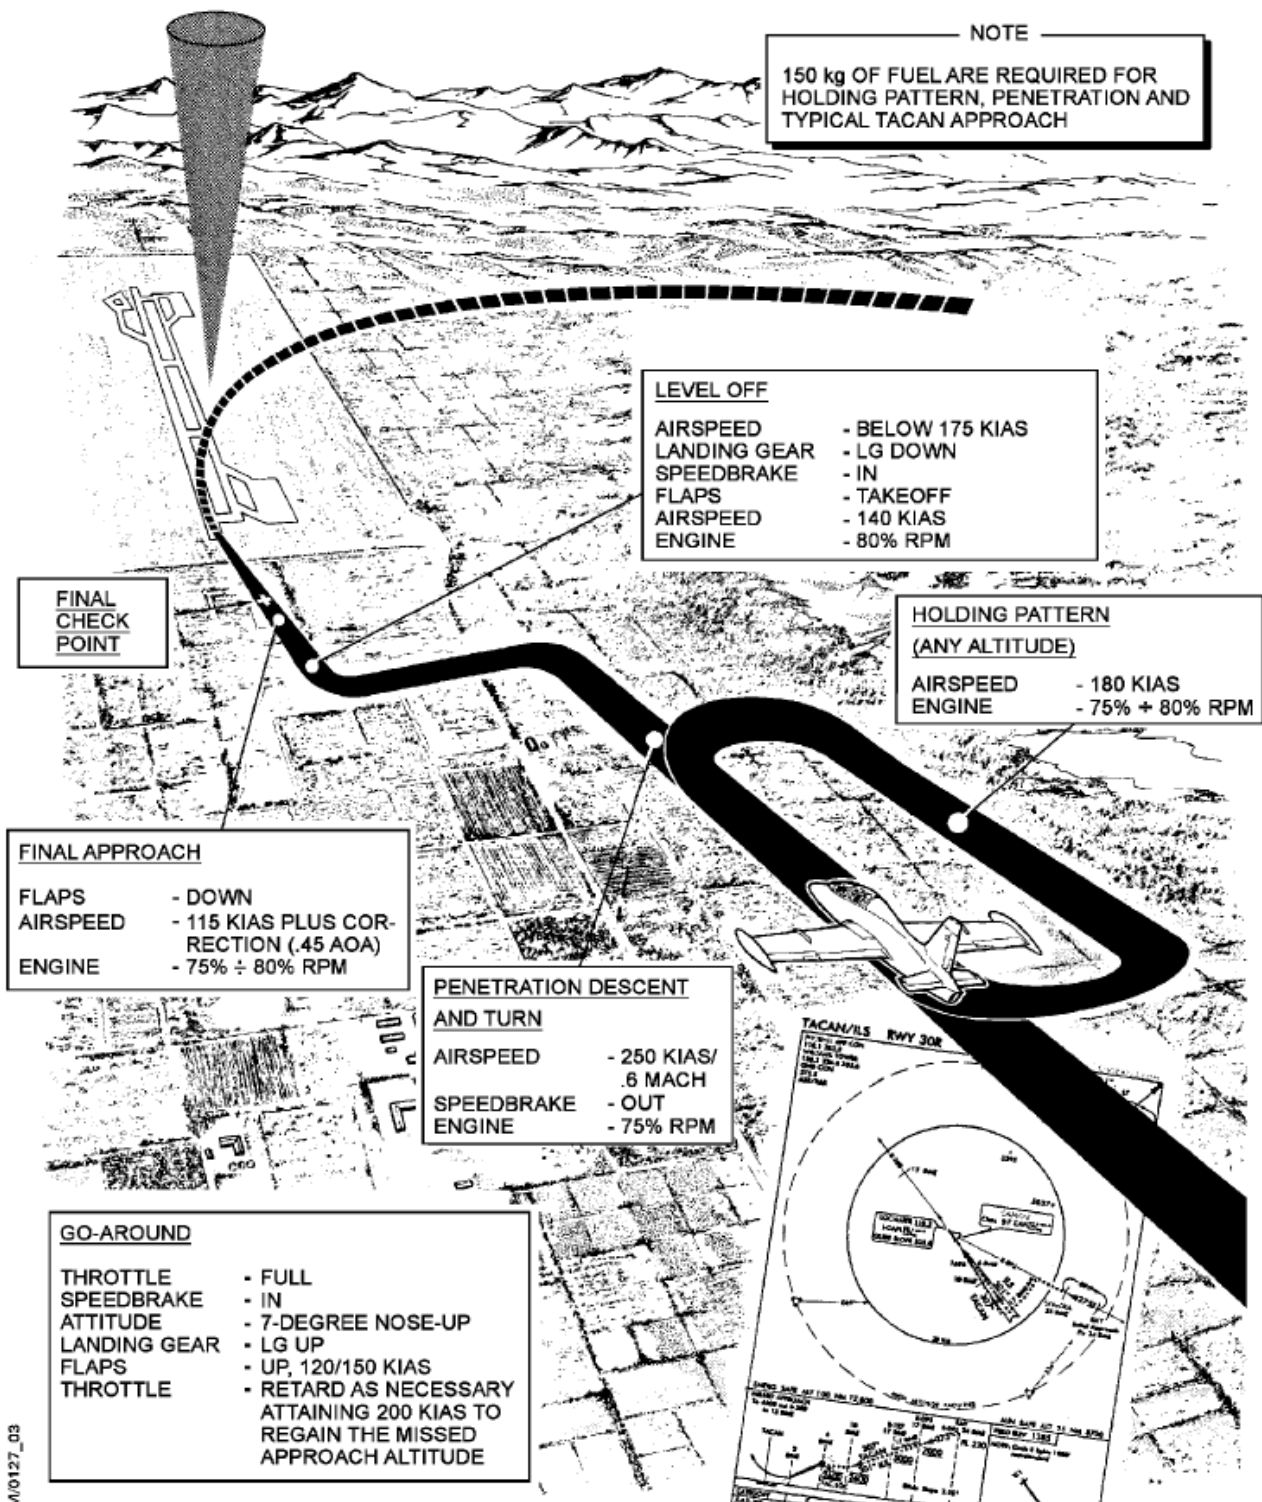 NOTE
150 kg OF FUEL ARE REQUIRED FOR
HOLDING PATTERN, PENETRATION AND
TYPICAL TACAN APPROACH
LEVEL OFF
AIRSPEED - BELOW 175 KIAS
LANDING GEAR - LG DOWN
SPEEDBRAKE - IN
FLAPS - TAKEOFF
AIRSPEED - 140 KIAS
ENGINE - 80% RPM
FINAL
CHECK
POINT
HOLDING PATTERN
(ANY ALTITUDE)
AIRSPEED - 180 KIAS
ENGINE - 75% ÷ 80% RPM
FINAL APPROACH
FLAPS - DOWN
AIRSPEED - 115 KIAS PLUS COR-
RECTION (.45 AOA)
ENGINE - 75% ÷ 80% RPM
PENETRATION DESCENT
AND TURN
AIRSPEED - 250 KIAS/
.6 MACH
SPEEDBRAKE - OUT
ENGINE - 75% RPM
TACAN/ILS RWY 30R
TACAN
TACAN
GO-AROUND
THROTTLE - FULL
SPEEDBRAKE - IN
ATTITUDE - 7-DEGREE NOSE-UP
LANDING GEAR - LG UP
FLAPS - UP, 120/150 KIAS
THROTTLE - RETARD AS NECESSARY
ATTAINING 200 KIAS TO
REGAIN THE MISSED
APPROACH ALTITUDE
/0127_03